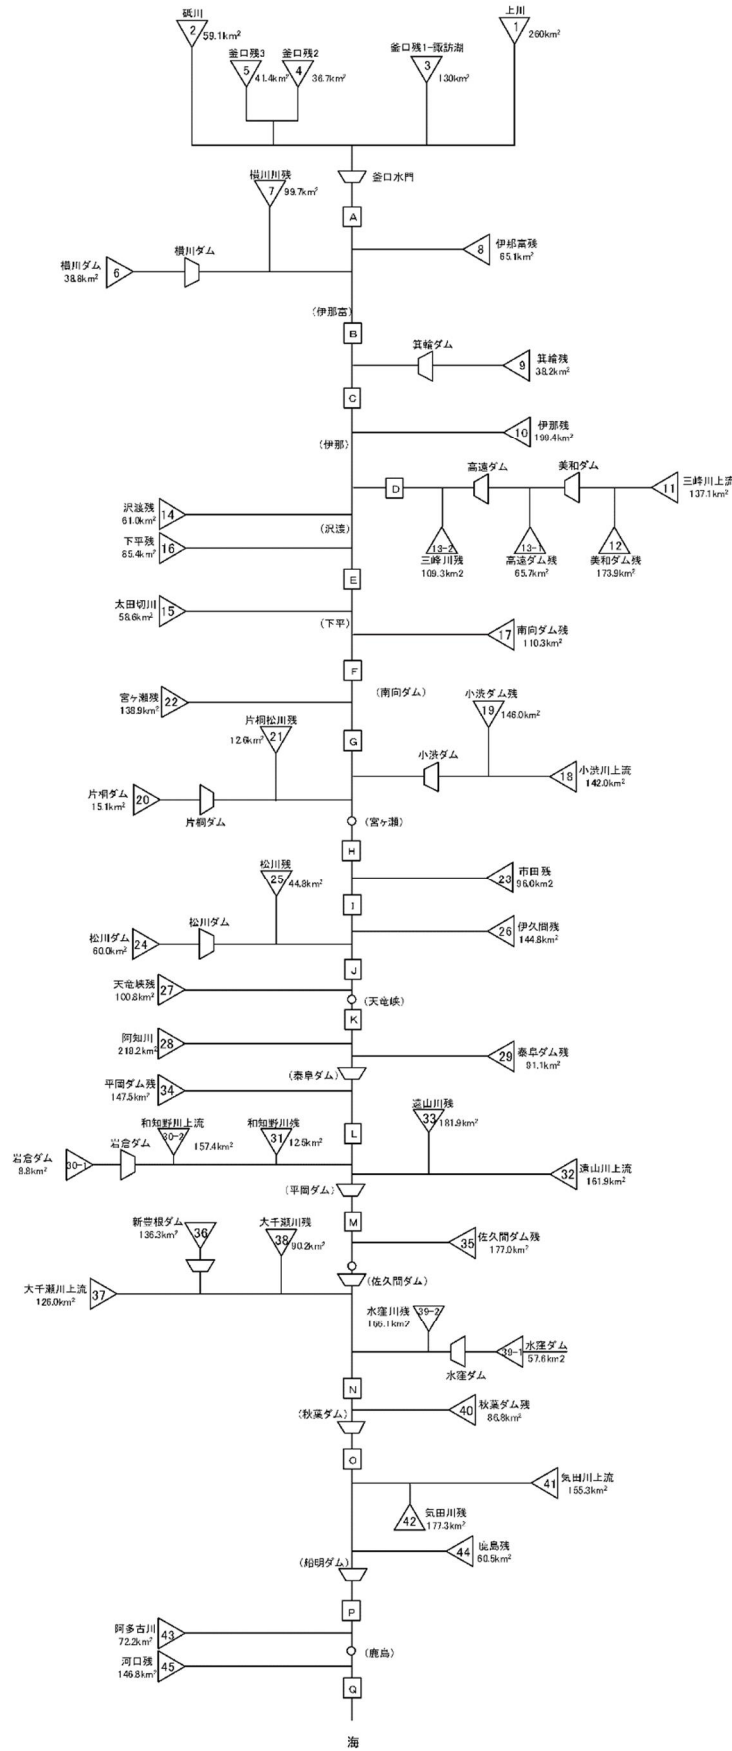 砥川
2
59.1km²
上川
1
260km²
釜口残3
5
41.4km²
釜口残2
4
36.7km²
釜口残1-諏訪湖
3
130km²
釜口水門
横川川残
7
99.7km²
A
伊那富残
8
65.1km²
横川ダム
横川ダム
38.8km²
6
(伊那富)
B
箕輪ダム
箕輪残
9
38.2km²
C
伊那残
10
199.4km²
(伊那)
高遠ダム
美和ダム
D
11
三峰川上流
137.1km²
沢渡残
61.0km²
14
(沢渡)
13-2
三峰川残
109.3km2
13-1
高遠ダム残
65.7km²
12
美和ダム残
173.9km²
下平残
85.4km²
16
E
太田切川
58.6km²
15
(下平)
17
南向ダム残
110.3km²
F
宮ヶ瀬残
138.9km²
22
(南向ダム)
小渋ダム残
19
146.0km²
片桐松川残
21
12.6km²
G
小渋ダム
18
小渋川上流
142.0km²
片桐ダム
15.1km²
20
片桐ダム
(宮ヶ瀬)
H
松川残
25
44.8km²
23
市田残
96.0km2
I
松川ダム
松川ダム
60.0km²
24
26
伊久間残
144.8km²
J
天竜峡残
100.8km²
27
(天竜峡)
K
阿知川
218.2km²
28
29
泰阜ダム残
91.1km²
(泰阜ダム)
平岡ダム残
147.5km²
34
遠山川残
33
181.9km²
L
和知野川上流
30-2
157.4km²
和知野川残
31
12.5km²
岩倉ダム
岩倉ダム
8.8km²
30-1
32
遠山川上流
161.9km²
(平岡ダム)
M
新豊根ダム
136.3km²
36
大千瀬川残
38
90.2km²
35
佐久間ダム残
177.0km²
(佐久間ダム)
大千瀬川上流
126.0km²
37
水窪川残
39-2
166.1km2
39-1
水窪ダム
57.6km2
水窪ダム
N
(秋葉ダム)
40
秋葉ダム残
86.8km²
O
41
気田川上流
155.3km²
42
気田川残
177.3km²
44
鹿島残
60.5km²
(船明ダム)
P
阿多古川
72.2km²
43
(鹿島)
河口残
146.8km²
45
Q
海